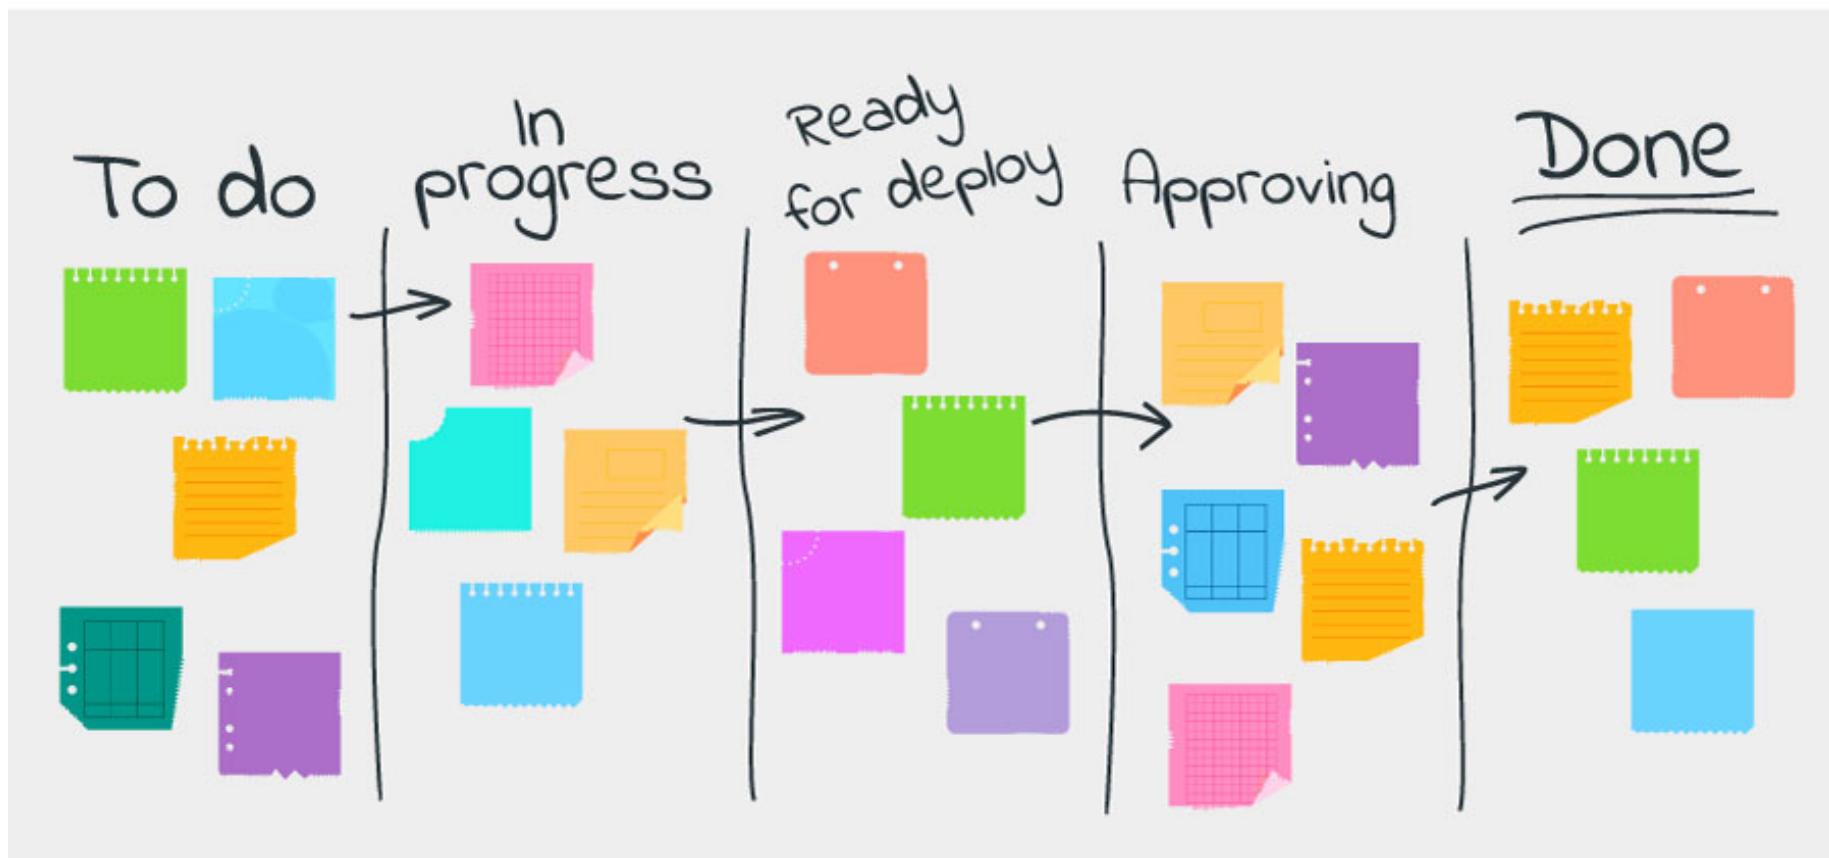 To do
In
progress
Ready
for deploy
Approving
Done